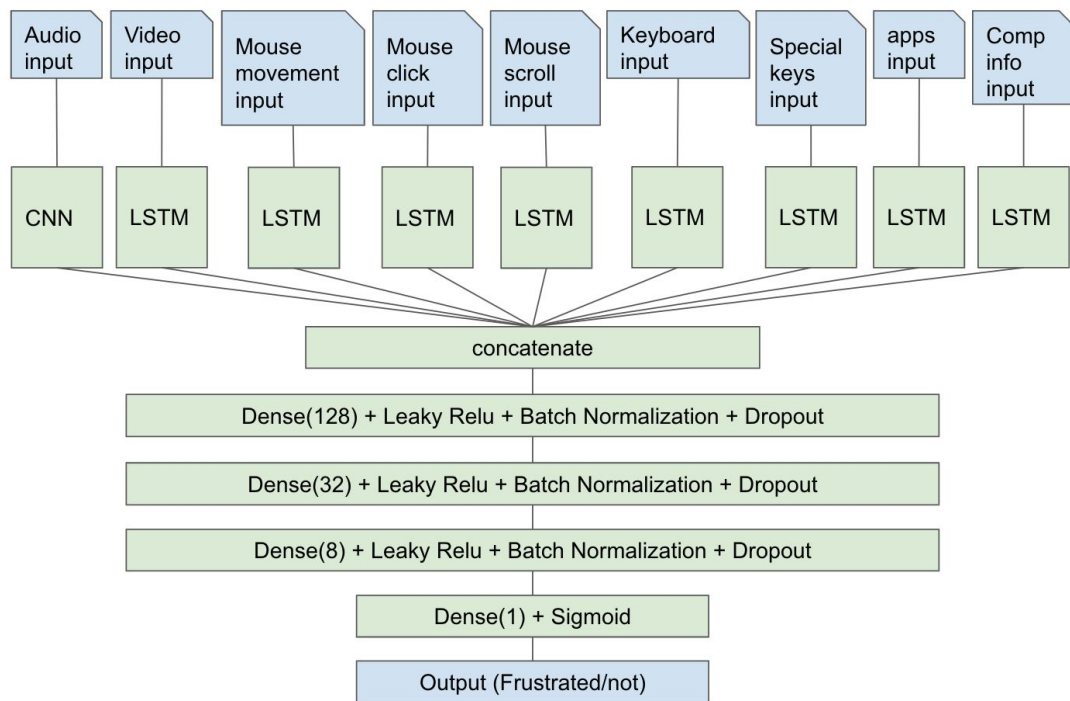 Audio
input
Video
input
Mouse
movement
input
Mouse
click
input
Mouse
scroll
input
Keyboard
input
Special
keys
input
apps
input
Comp
info
input
CNN
LSTM
LSTM
LSTM
LSTM
LSTM
LSTM
LSTM
LSTM
concatenate
Dense(128) + Leaky Relu + Batch Normalization + Dropout
Dense(32) + Leaky Relu + Batch Normalization + Dropout
Dense(8) + Leaky Relu + Batch Normalization + Dropout
Dense(1) + Sigmoid
Output (Frustrated/not)